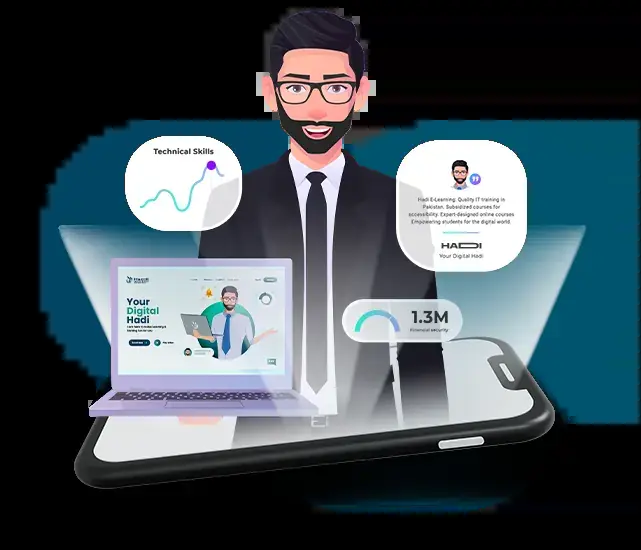 Technical Skills
Hadi E-Learning: Quality IT training in
Pakistan. Subsidized courses for
accessibility. Expert-designed online courses
Empowering students for the digital world.
HADI
Your Digital Hadi
1.3M
Financial security
Your
Digital
Hadi